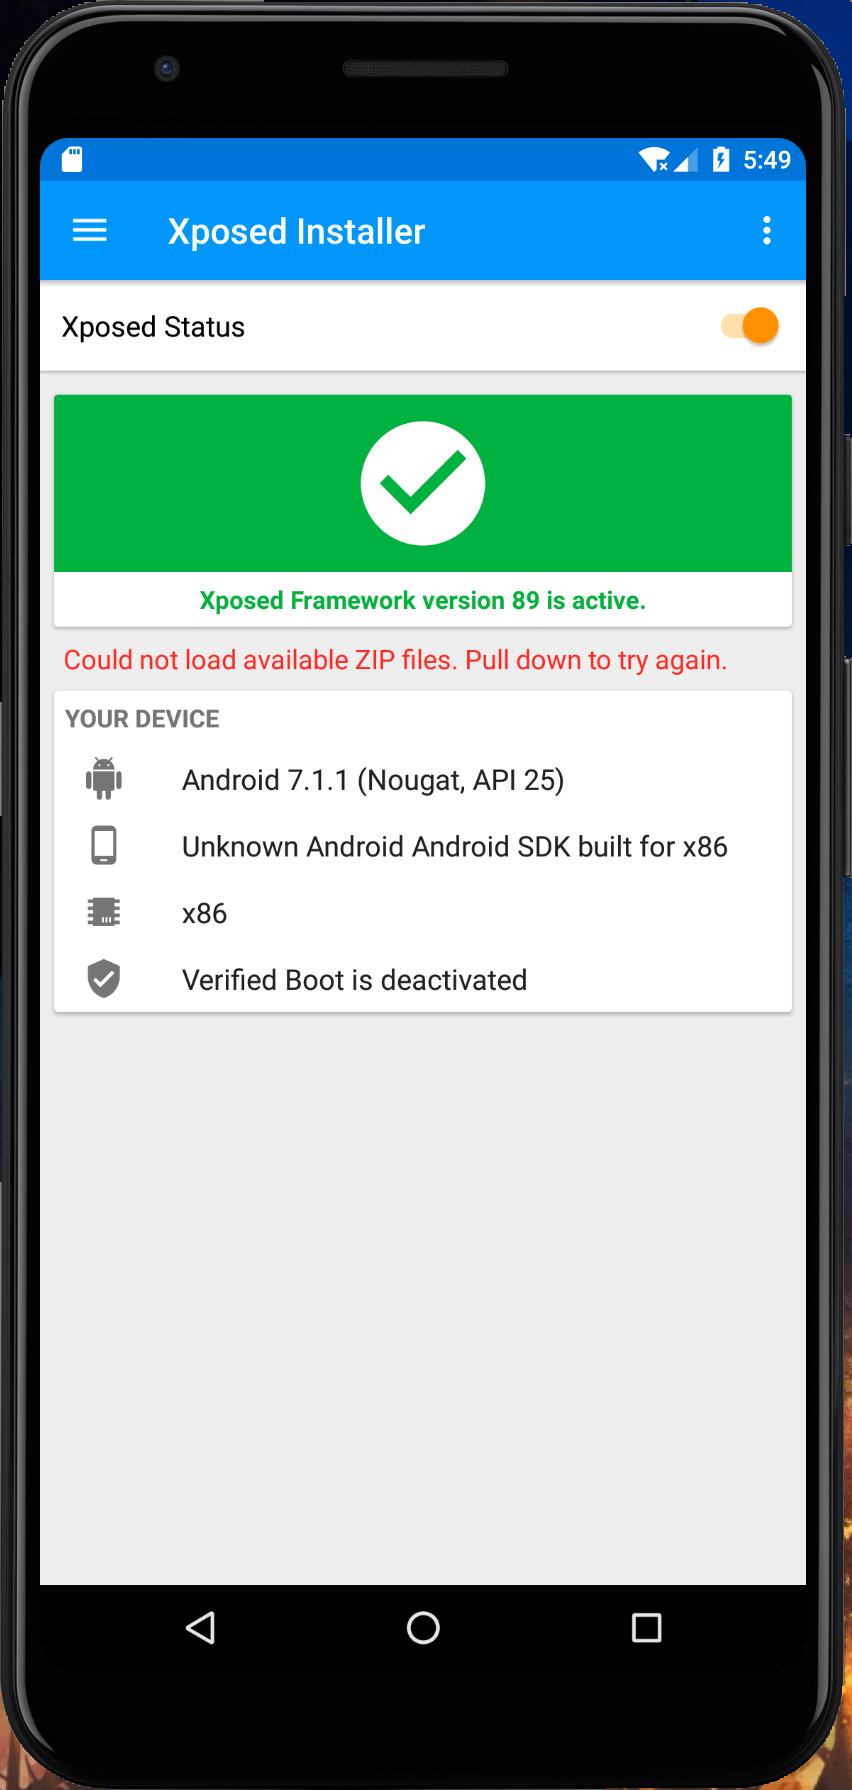 5:49
Xposed Installer
Xposed Status
Xposed Framework version 89 is active.
Could not load available ZIP files. Pull down to try again.
YOUR DEVICE
Android 7.1.1 (Nougat, API 25)
Unknown Android Android SDK built for x86
x86
Verified Boot is deactivated